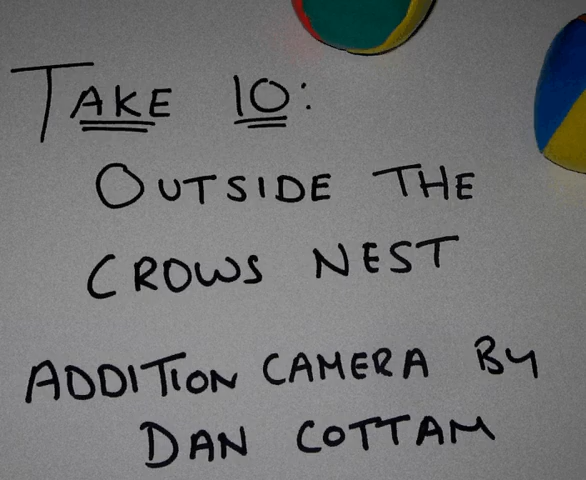 TAKE 10:
OUTSIDE THE
CROWS NEST
ADDITION CAMERA BY
DAN COTTAM